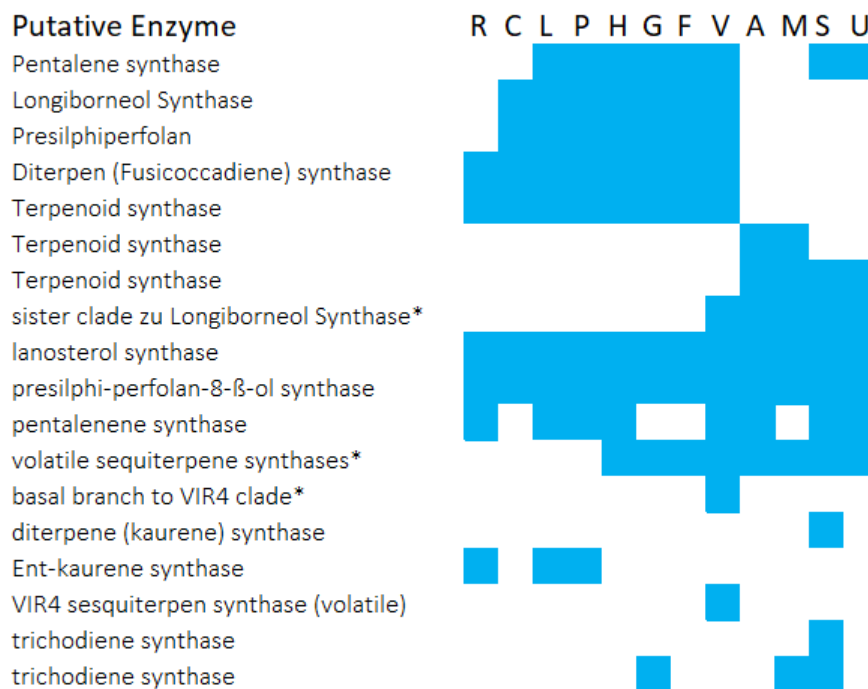 Putative Enzyme R C L P H G F V A M S U
Pentalene synthase
Longiborneol Synthase
Presilphiperfolan
Diterpen (Fusicoccadiene) synthase
Terpenoid synthase
Terpenoid synthase
Terpenoid synthase
sister clade zu Longiborneol Synthase*
lanosterol synthase
presilphi-perfolan-8-ß-ol synthase
pentalenene synthase
volatile sequiterpene synthases*
basal branch to VIR4 clade*
diterpene (kaurene) synthase
Ent-kaurene synthase
VIR4 sesquiterpen synthase (volatile)
trichodiene synthase
trichodiene synthase